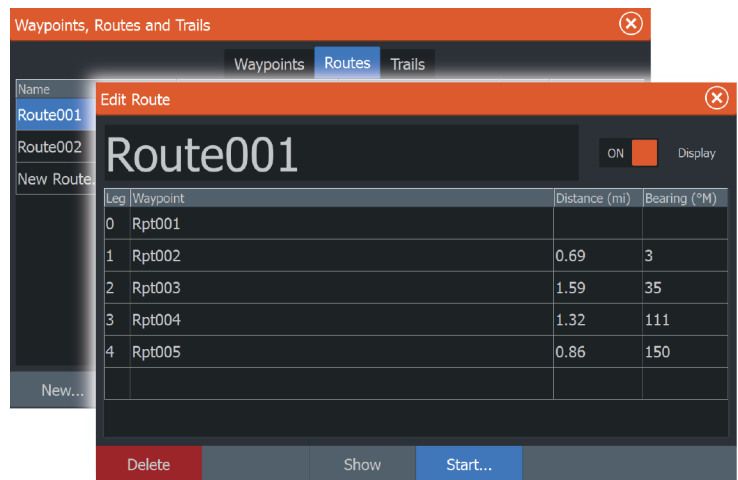 Waypoints, Routes and Trails
Waypoints Routes Trails
Name
Route001
Route002
New Route.
New...
Edit Route
Route001
ON Display
Leg Waypoint Distance (mi) Bearing (°M)
0 Rpt001
1 Rpt002 0.69 3
2 Rpt003 1.59 35
3 Rpt004 1.32 111
4 Rpt005 0.86 150
Delete Show Start...